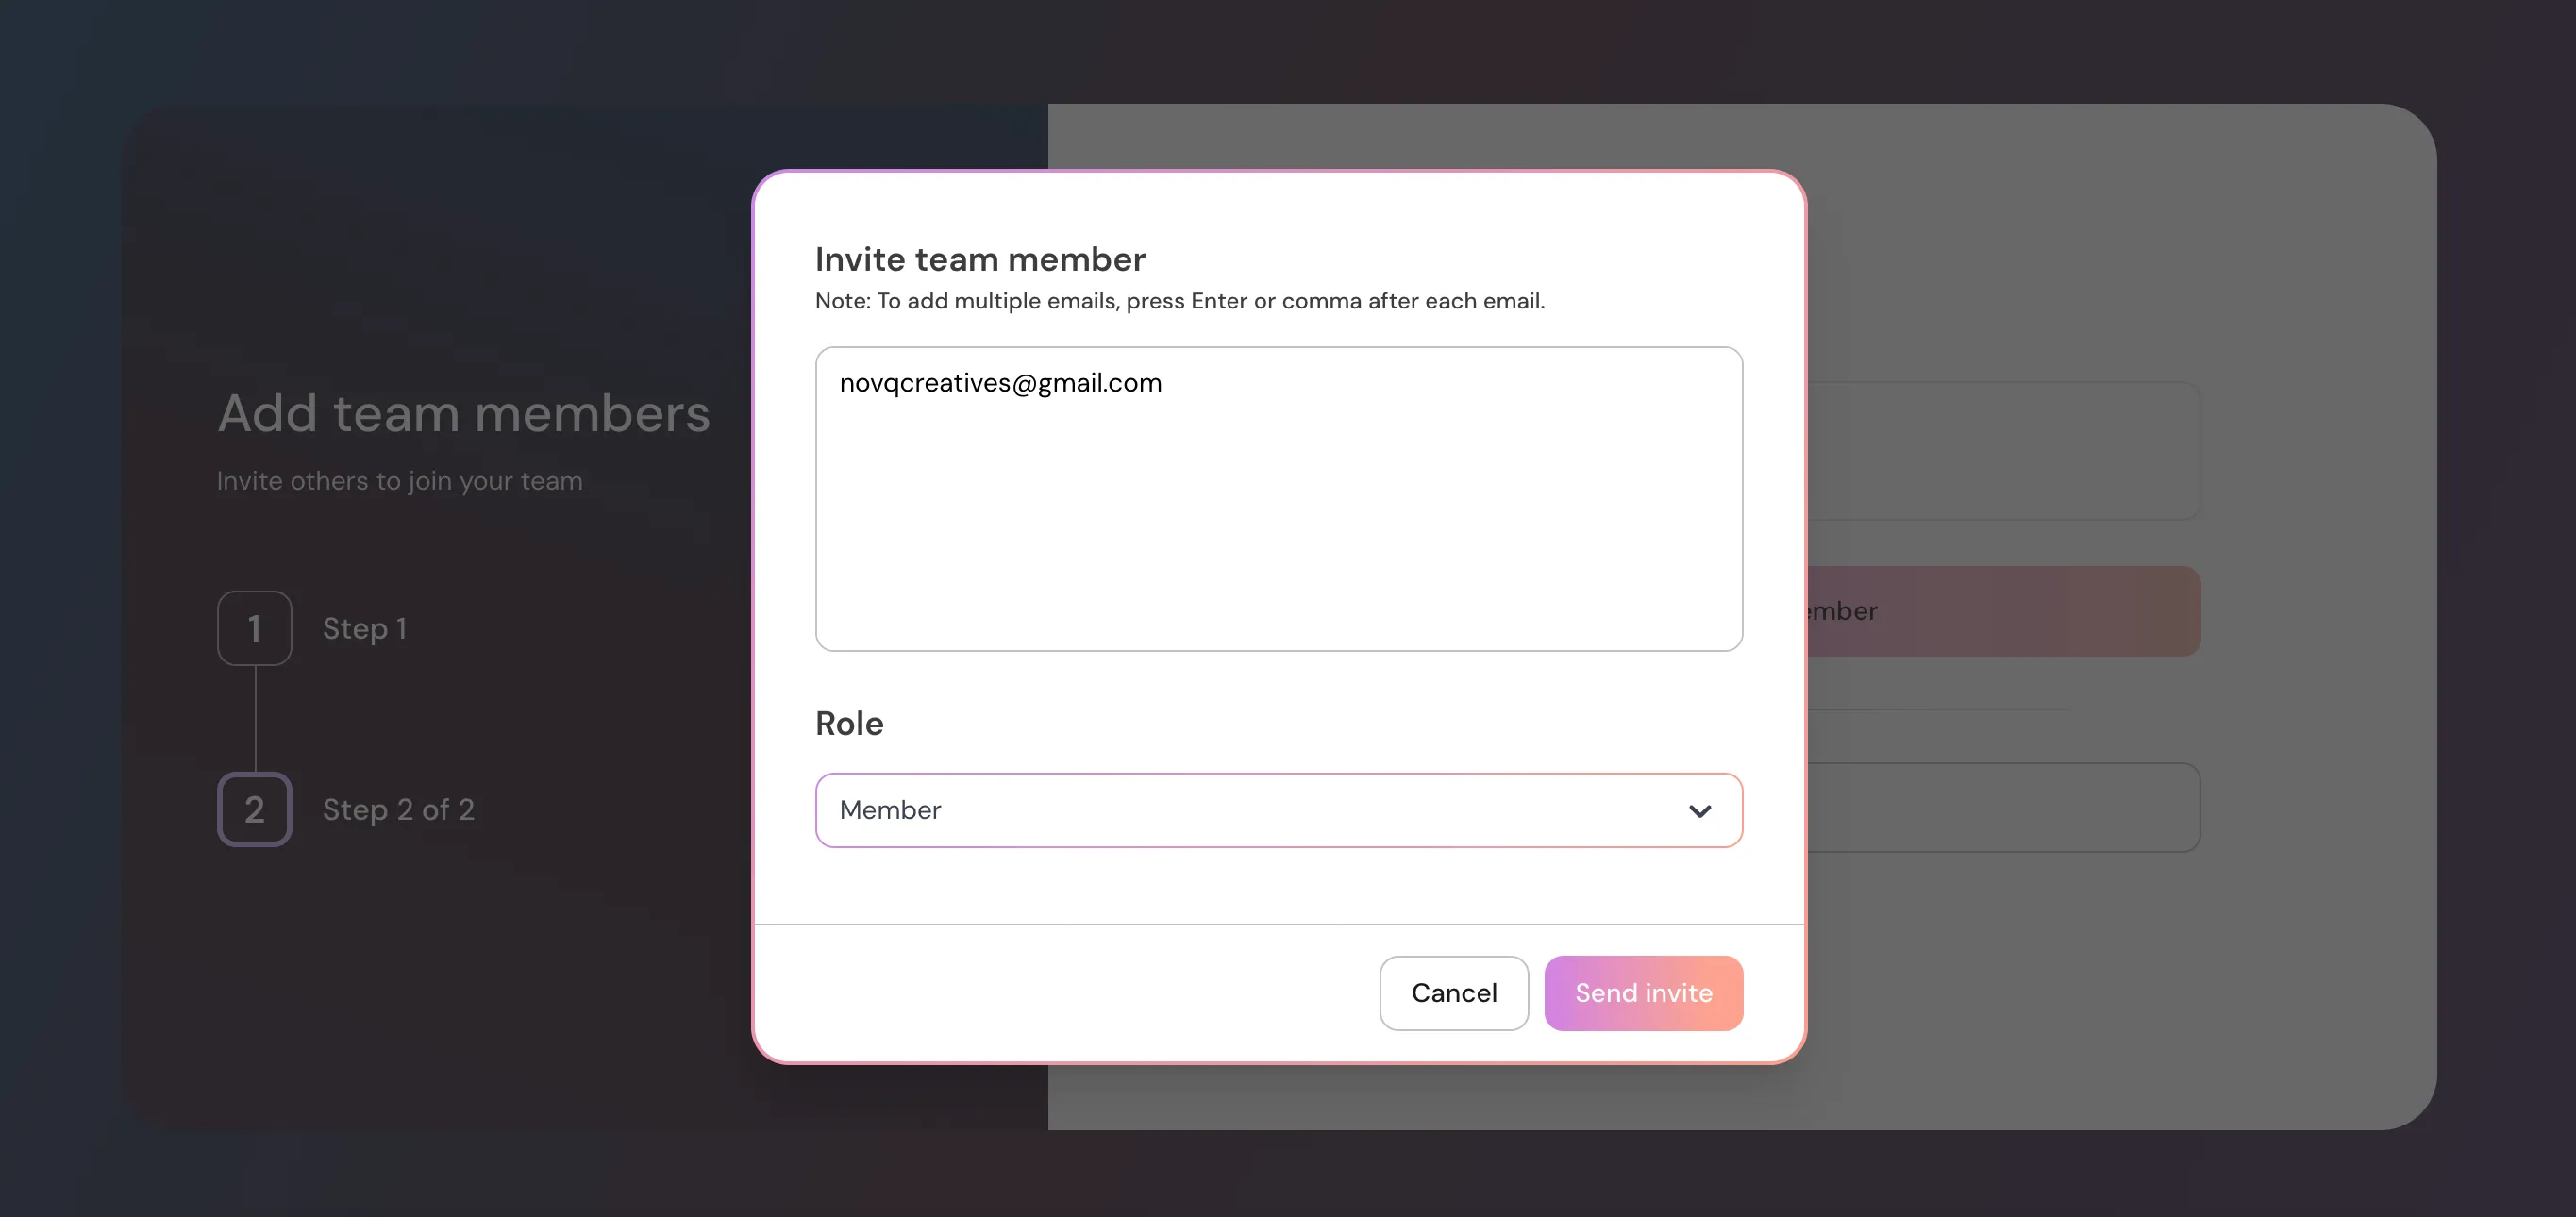 Add team members
Invite others to join your team
1
Step 1
2
Step 2 of 2
Invite team member
Note: To add multiple emails, press Enter or comma after each email.
novqcreatives@gmail.com
Role
Member
Cancel
Send invite
ember